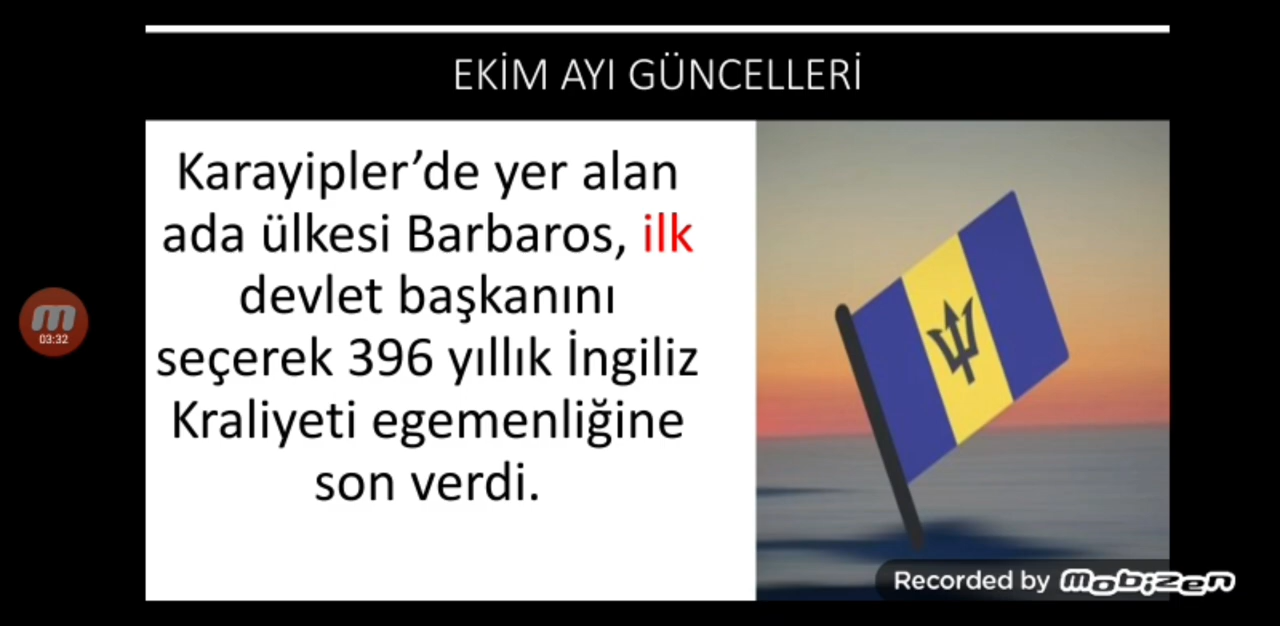 EKİM AYI GÜNCELLERİ
Karayipler’de yer alan
ada ülkesi Barbaros, ilk
devlet başkanını
seçerek 396 yıllık İngiliz
Kraliyeti egemenliğine
son verdi.
m
03:32
Recorded by mobizen